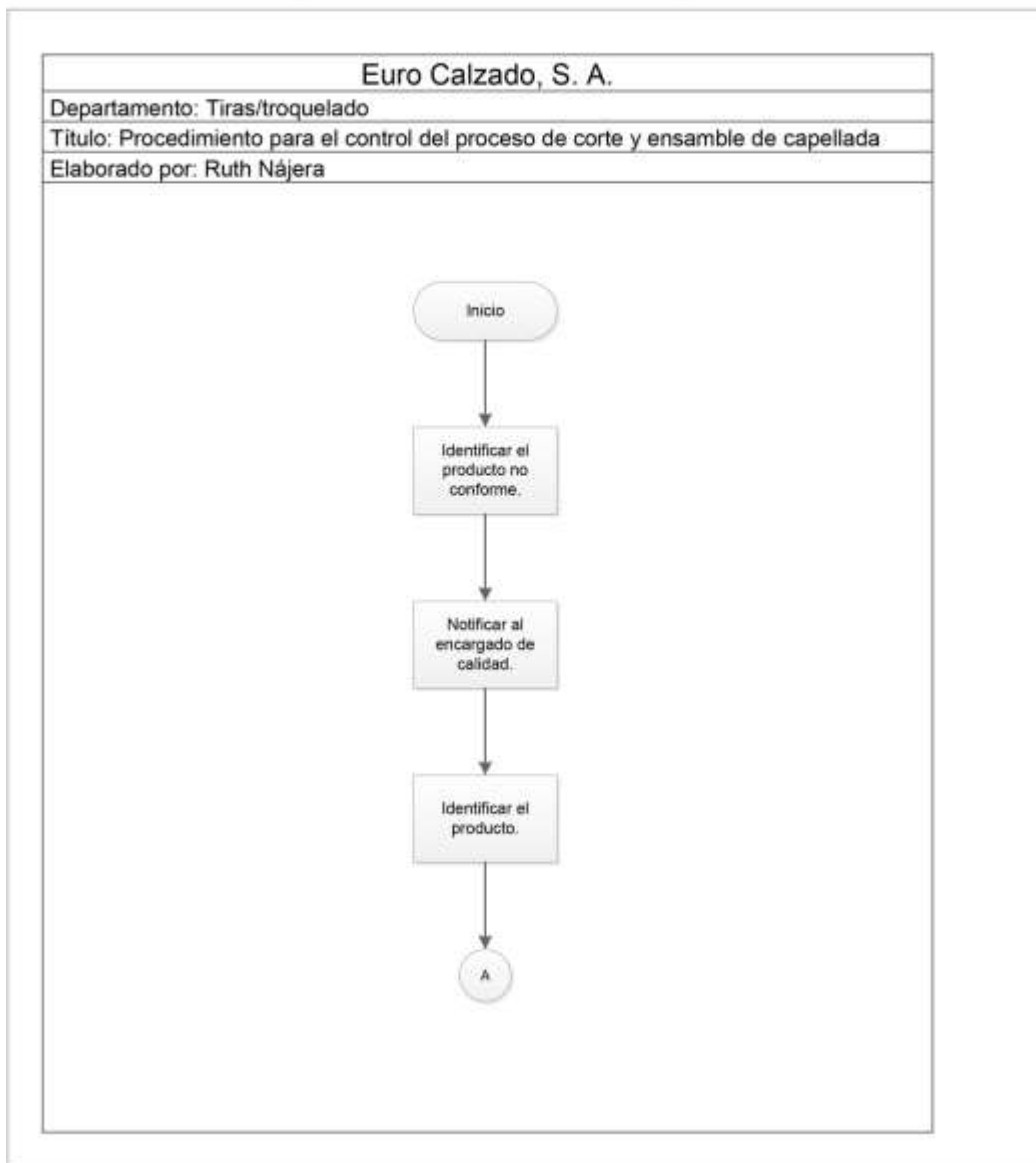 Euro Calzado, S. A.
Departamento: Tiras/troquelado
Título: Procedimiento para el control del proceso de corte y ensamble de capellada
Elaborado por: Ruth Nájera
Inicio
Identificar el
producto no
conforme.
Notificar al
encargado de
calidad.
Identificar el
producto.
A